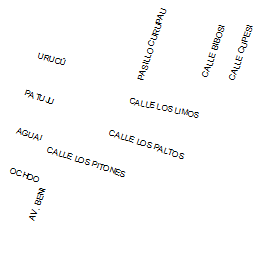 PASILLO CURUPAU
CALLE BIBOSI
CALLE CUPESI
URUCÚ
PATUJU
CALLE LOS LIMOS
AGUAI
CALLE LOS PALTOS
CALLE LOS PITONES
OCHOO
AV. BENI